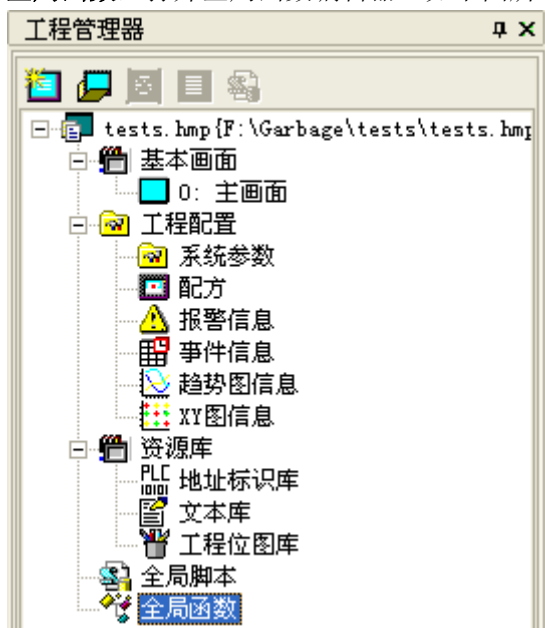 工程管理器
tests.hmp{F:\Garbage\tests\tests.hmp
基本画面
0: 主画面
工程配置
系统参数
配方
报警信息
事件信息
趋势图信息
XY图信息
资源库
PLC 地址标识库
文本库
工程位图库
全局脚本
全局函数